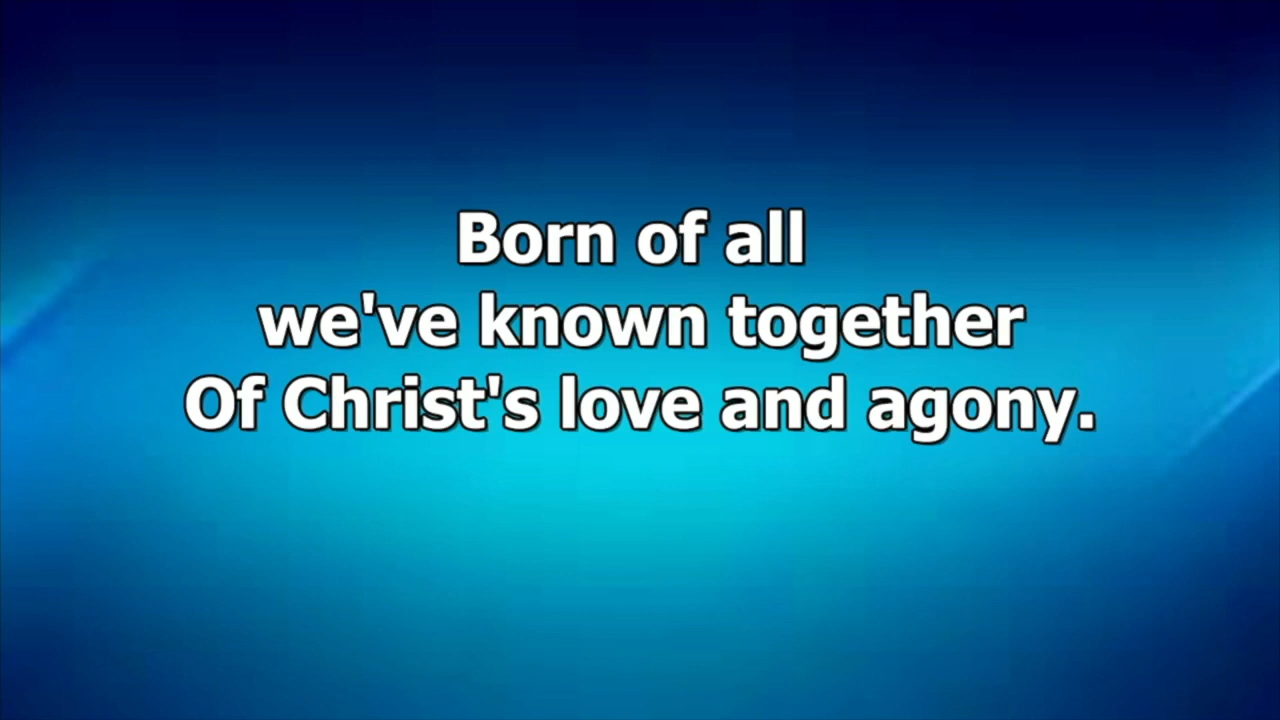 Born of all
we've known together
Of Christ's love and agony.